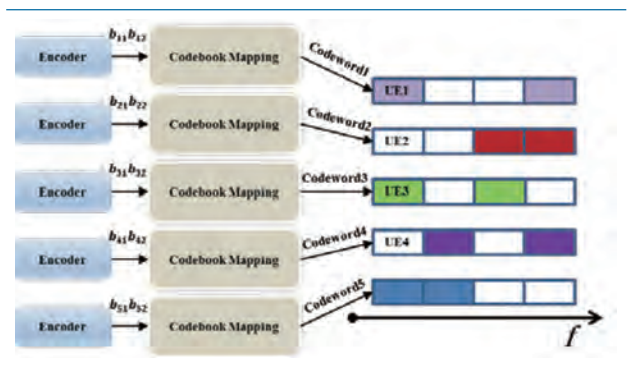 Encoder b₁₁b₁₂ Codebook Mapping Codeword1 UE1
Encoder b₂₁b₂₂ Codebook Mapping Codeword2 UE2
Encoder b₃₁b₃₂ Codebook Mapping Codeword3 UE3
Encoder b₄₁b₄₂ Codebook Mapping Codeword4 UE4
Encoder b₅₁b₅₂ Codebook Mapping Codeword5
f